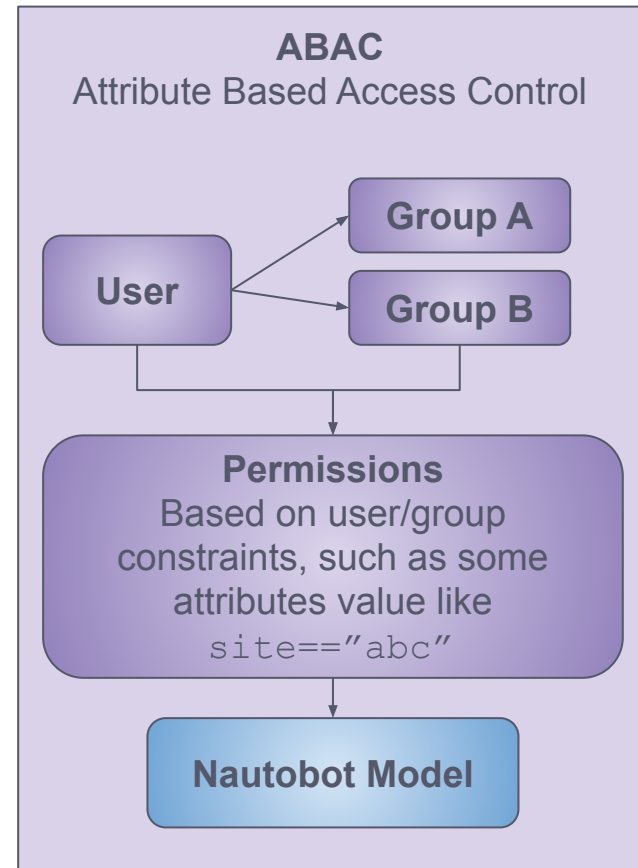 ABAC
Attribute Based Access Control
Group A
User
Group B
Permissions
Based on user/group
constraints, such as some
attributes value like
site==”abc”
Nautobot Model